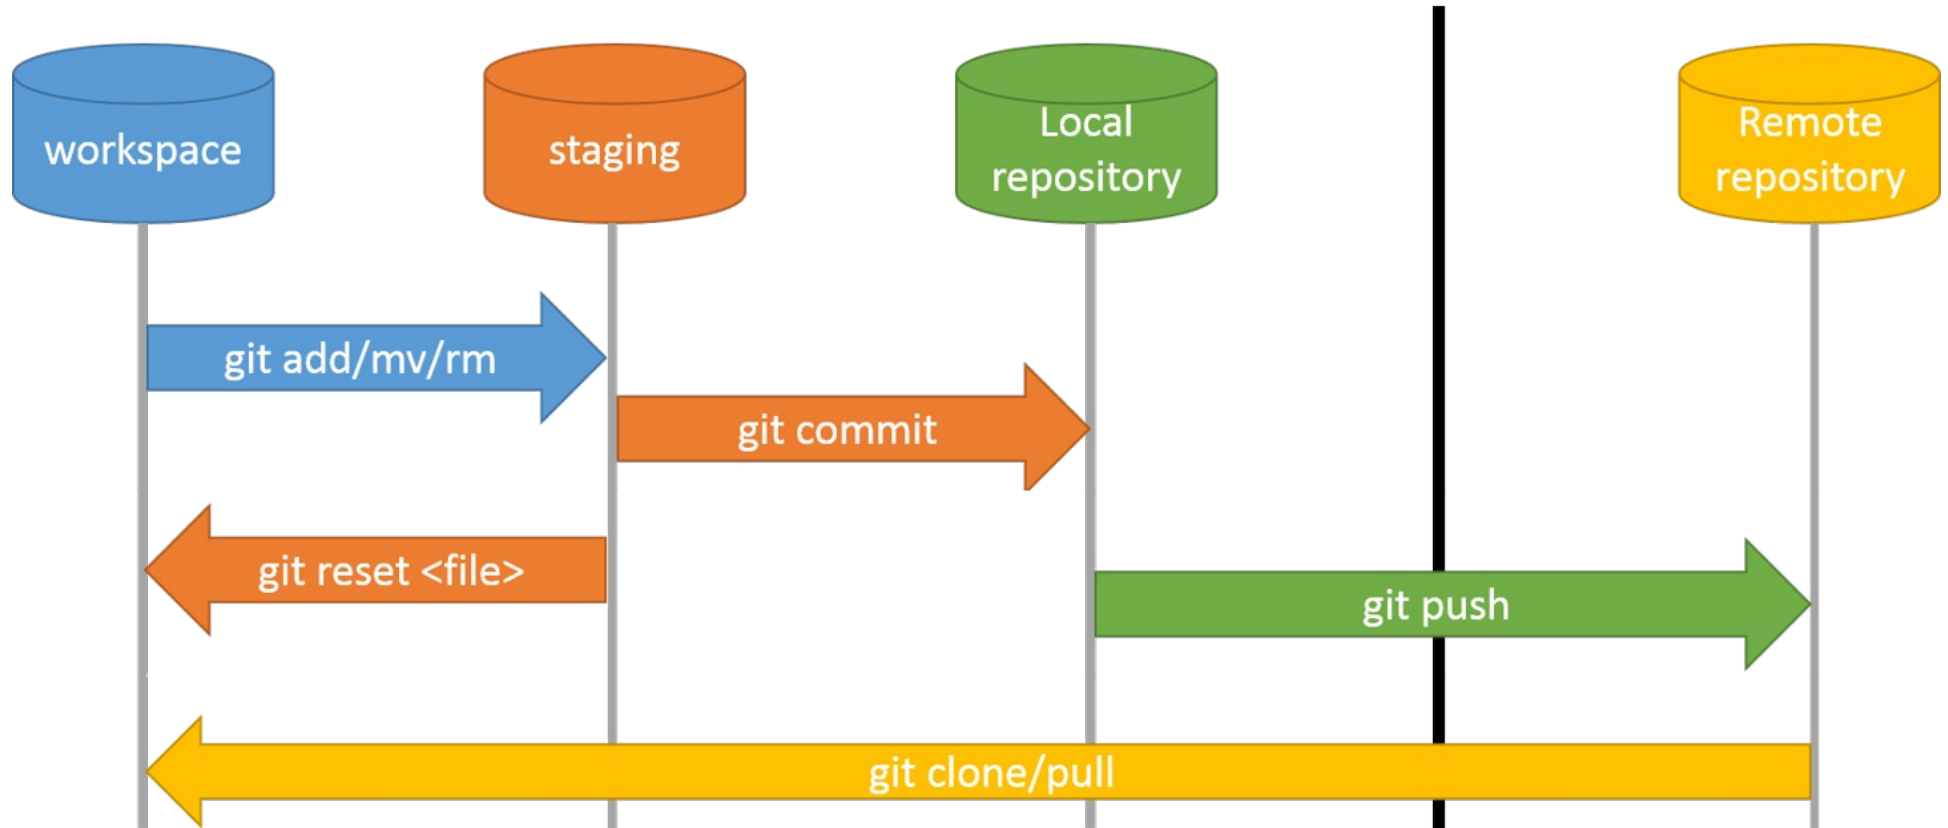 workspace
staging
Local
repository
Remote
repository
git add/mv/rm
git commit
git reset <file>
git push
git clone/pull